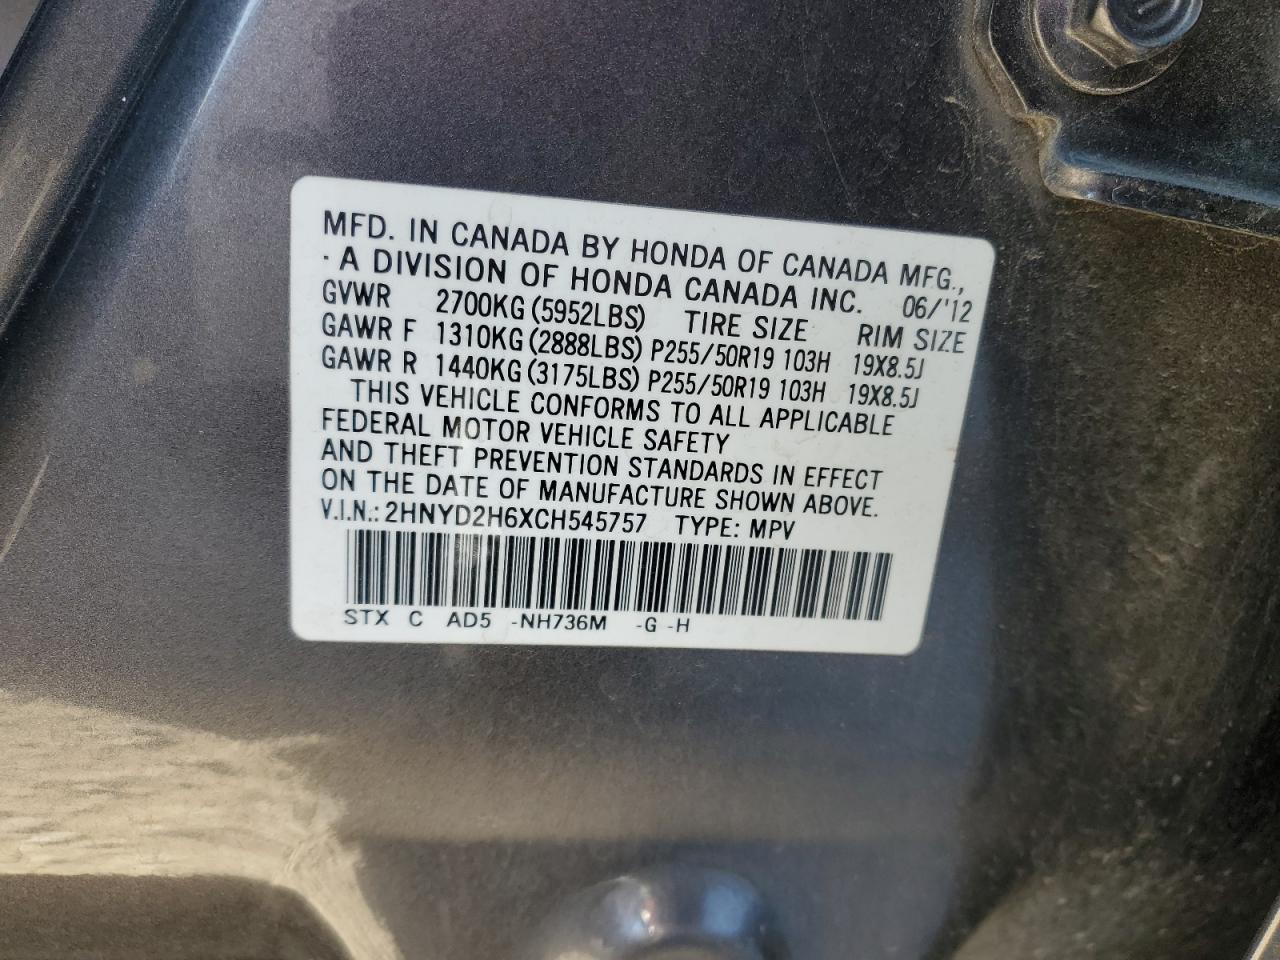 MFD. IN CANADA BY HONDA OF CANADA MFG.,
· A DIVISION OF HONDA CANADA INC. 06/'12
GVWR 2700KG (5952LBS) TIRE SIZE RIM SIZE
GAWR F 1310KG (2888LBS) P255/50R19 103H 19X8.5J
GAWR R 1440KG (3175LBS) P255/50R19 103H 19X8.5J
THIS VEHICLE CONFORMS TO ALL APPLICABLE
FEDERAL MOTOR VEHICLE SAFETY
AND THEFT PREVENTION STANDARDS IN EFFECT
ON THE DATE OF MANUFACTURE SHOWN ABOVE.
V.I.N.: 2HNYD2H6XCH545757 TYPE: MPV
STX C AD5 -NH736M -G -H